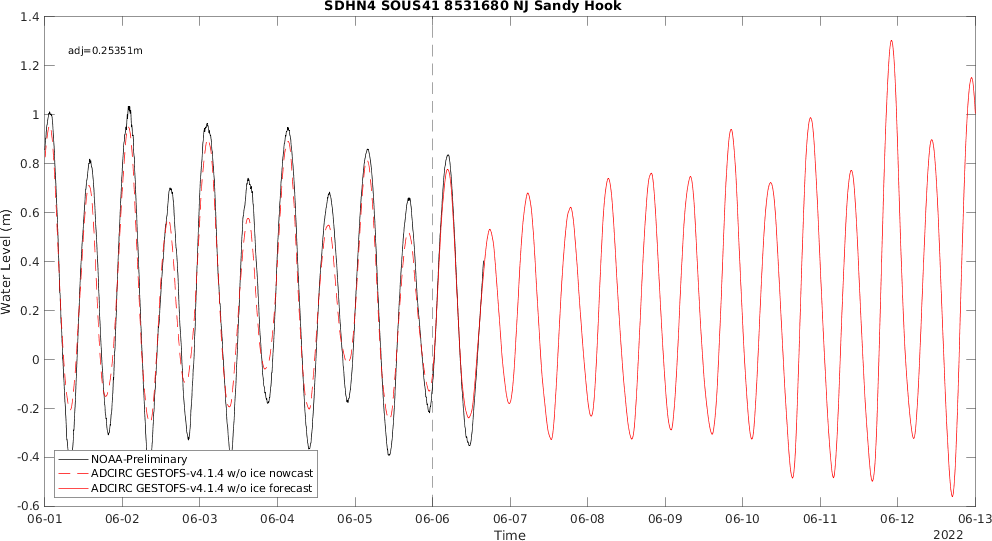 SDHN4 SOUS41 8531680 NJ Sandy Hook
adj=0.25351m
1.4
1.2
1
0.8
0.6
0.4
0.2
0
-0.2
-0.4
-0.6
Water Level (m)
NOAA-Preliminary
ADCIRC GESTOFS-v4.1.4 w/o ice nowcast
ADCIRC GESTOFS-v4.1.4 w/o ice forecast
06-01 06-02 06-03 06-04 06-05 06-06 06-07 06-08 06-09 06-10 06-11 06-12 06-13
Time
2022